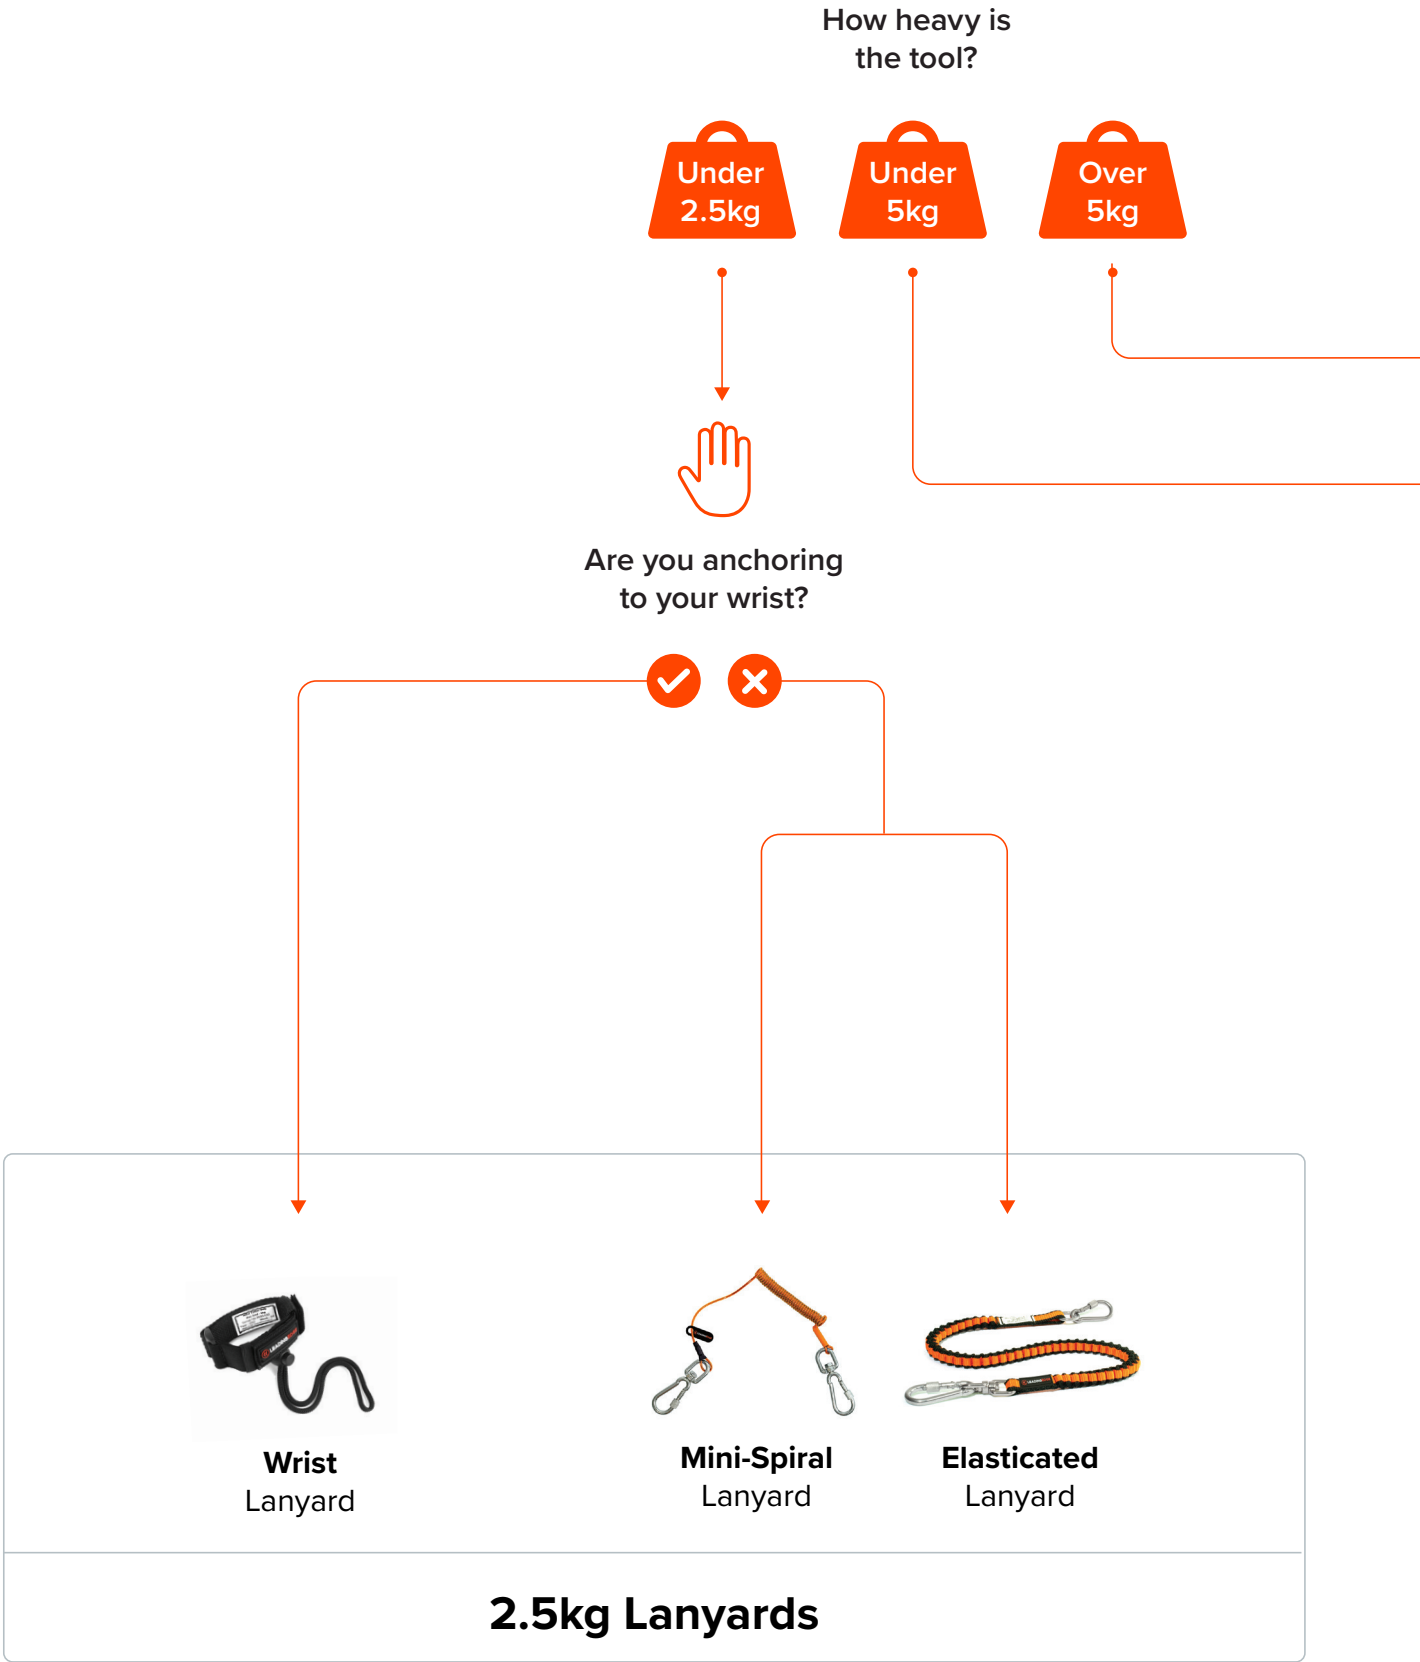 How heavy is
the tool?
Under
2.5kg
Under
5kg
Over
5kg
Are you anchoring
to your wrist?
Wrist
Lanyard
Mini-Spiral
Lanyard
Elasticated
Lanyard
2.5kg Lanyards